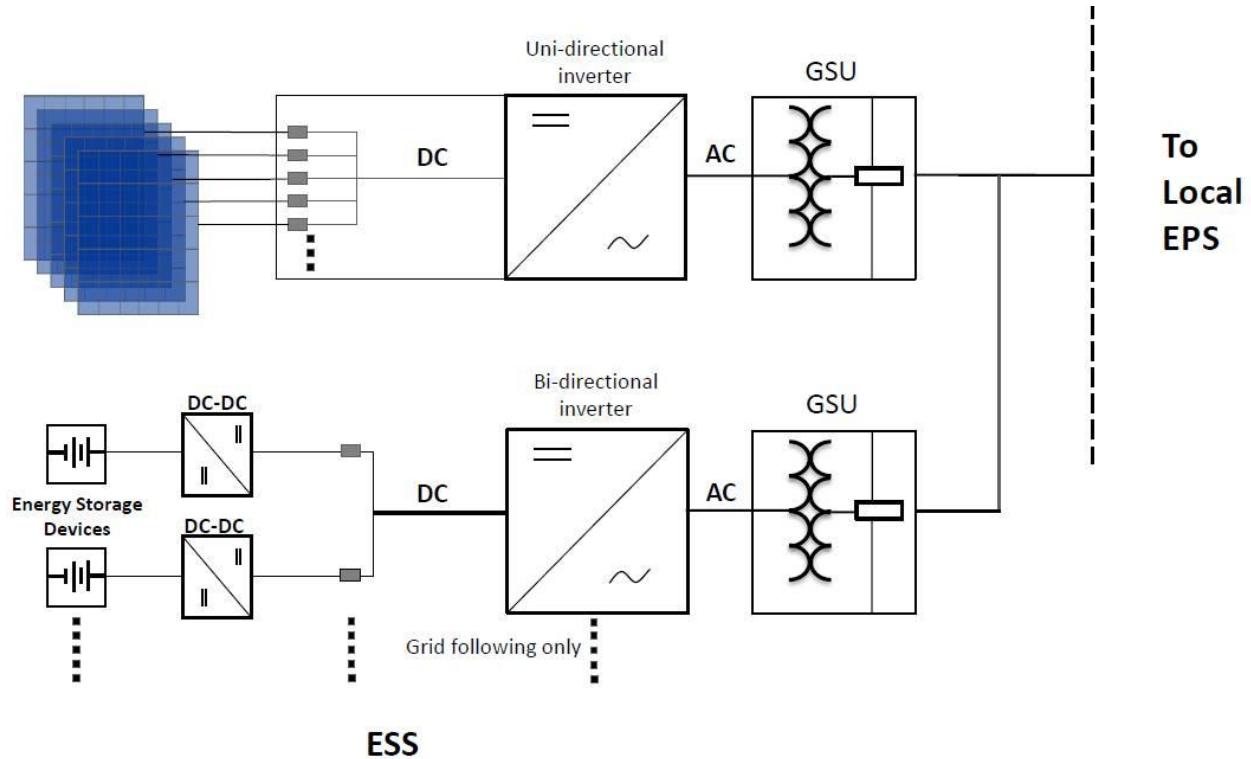 Uni-directional
inverter
GSU
DC
AC
To
Local
EPS
Bi-directional
inverter
GSU
DC-DC
Energy Storage
Devices
DC
AC
DC-DC
Grid following only
ESS